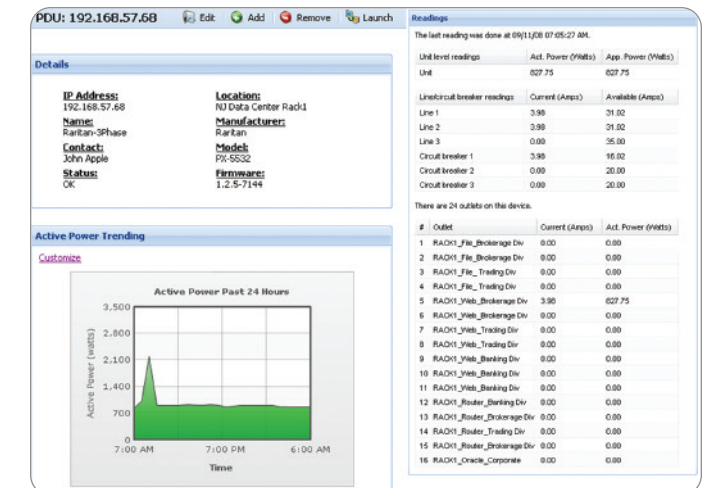 PDU: 192.168.57.68 Edit Add Remove Launch
Details
IP Address: Location:
192.168.57.68 NJ Data Center Rack1
Name: Manufacturer:
Raritan-3Phase Raritan
Contact: Model:
John Apple PX-5532
Status: Firmware:
OK 1.2.5-7144
Active Power Trending
Customize
Active Power Past 24 Hours
3,500
2,800
2,100
1,400
700
0
Active Power (watts)
7:00 AM 7:00 PM 6:00 AM
Time
Readings
The last reading was done at 09/11/08 07:05:27 AM.
Unit level readings Act. Power (Watts) App. Power (Watts)
Unit 827.75 827.75
Line/circuit breaker readings Current (Amps) Available (Amps)
Line 1 3.98 31.02
Line 2 3.98 31.02
Line 3 0.00 35.00
Circuit breaker 1 3.98 16.02
Circuit breaker 2 0.00 20.00
Circuit breaker 3 0.00 20.00
There are 24 outlets on this device.
# Outlet Current (Amps) Act. Power (Watts)
1 RACK1_File_Brokerage Div 0.00 0.00
2 RACK1_File_Brokerage Div 0.00 0.00
3 RACK1_File_ Trading Div 0.00 0.00
4 RACK1_File_ Trading Div 0.00 0.00
5 RACK1_Web_Brokerage Div 3.98 827.75
6 RACK1_Web_Brokerage Div 0.00 0.00
7 RACK1_Web_Trading Div 0.00 0.00
8 RACK1_Web_Trading Div 0.00 0.00
9 RACK1_Web_Banking Div 0.00 0.00
10 RACK1_Web_Banking Div 0.00 0.00
11 RACK1_Web_Banking Div 0.00 0.00
12 RACK1_Router_Banking Div 0.00 0.00
13 RACK1_Router_Brokerage Div 0.00 0.00
14 RACK1_Router_Trading Div 0.00 0.00
15 RACK1_Router_Brokerage Div 0.00 0.00
16 RACK1_Oracle_Corporate 0.00 0.00